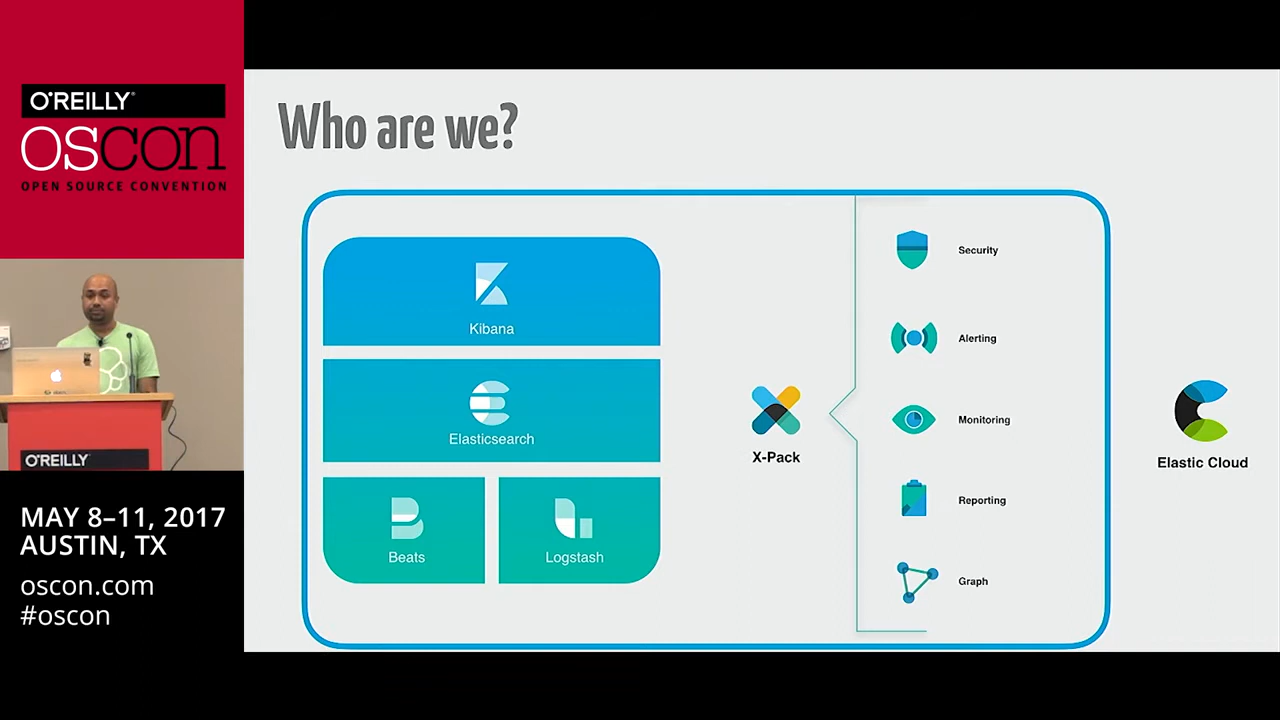 O'REILLY®
OSCON
OPEN SOURCE CONVENTION
O'REILLY
MAY 8–11, 2017
AUSTIN, TX
oscon.com
#oscon
Who are we?
Kibana
Elasticsearch
Beats
Logstash
X-Pack
Security
Alerting
Monitoring
Reporting
Graph
Elastic Cloud